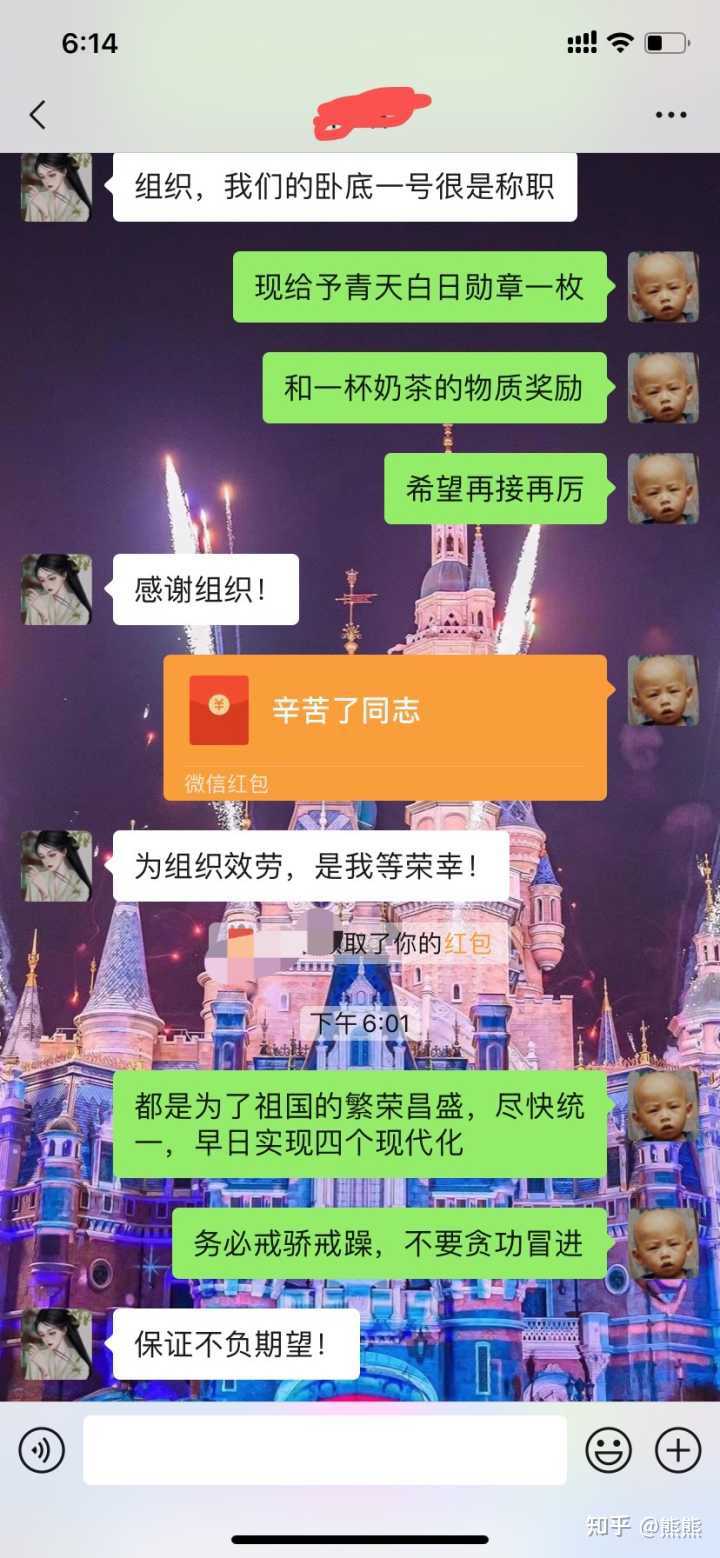 6:14
组织，我们的卧底一号很是称职
现给予青天白日勋章一枚
和一杯奶茶的物质奖励
希望再接再厉
感谢组织！
辛苦了同志
微信红包
为组织效劳，是我等荣幸！
取了你的红包
下午 6:01
都是为了祖国的繁荣昌盛，尽快统
一，早日实现四个现代化
务必戒骄戒躁，不要贪功冒进
保证不负期望！
知乎 @熊熊